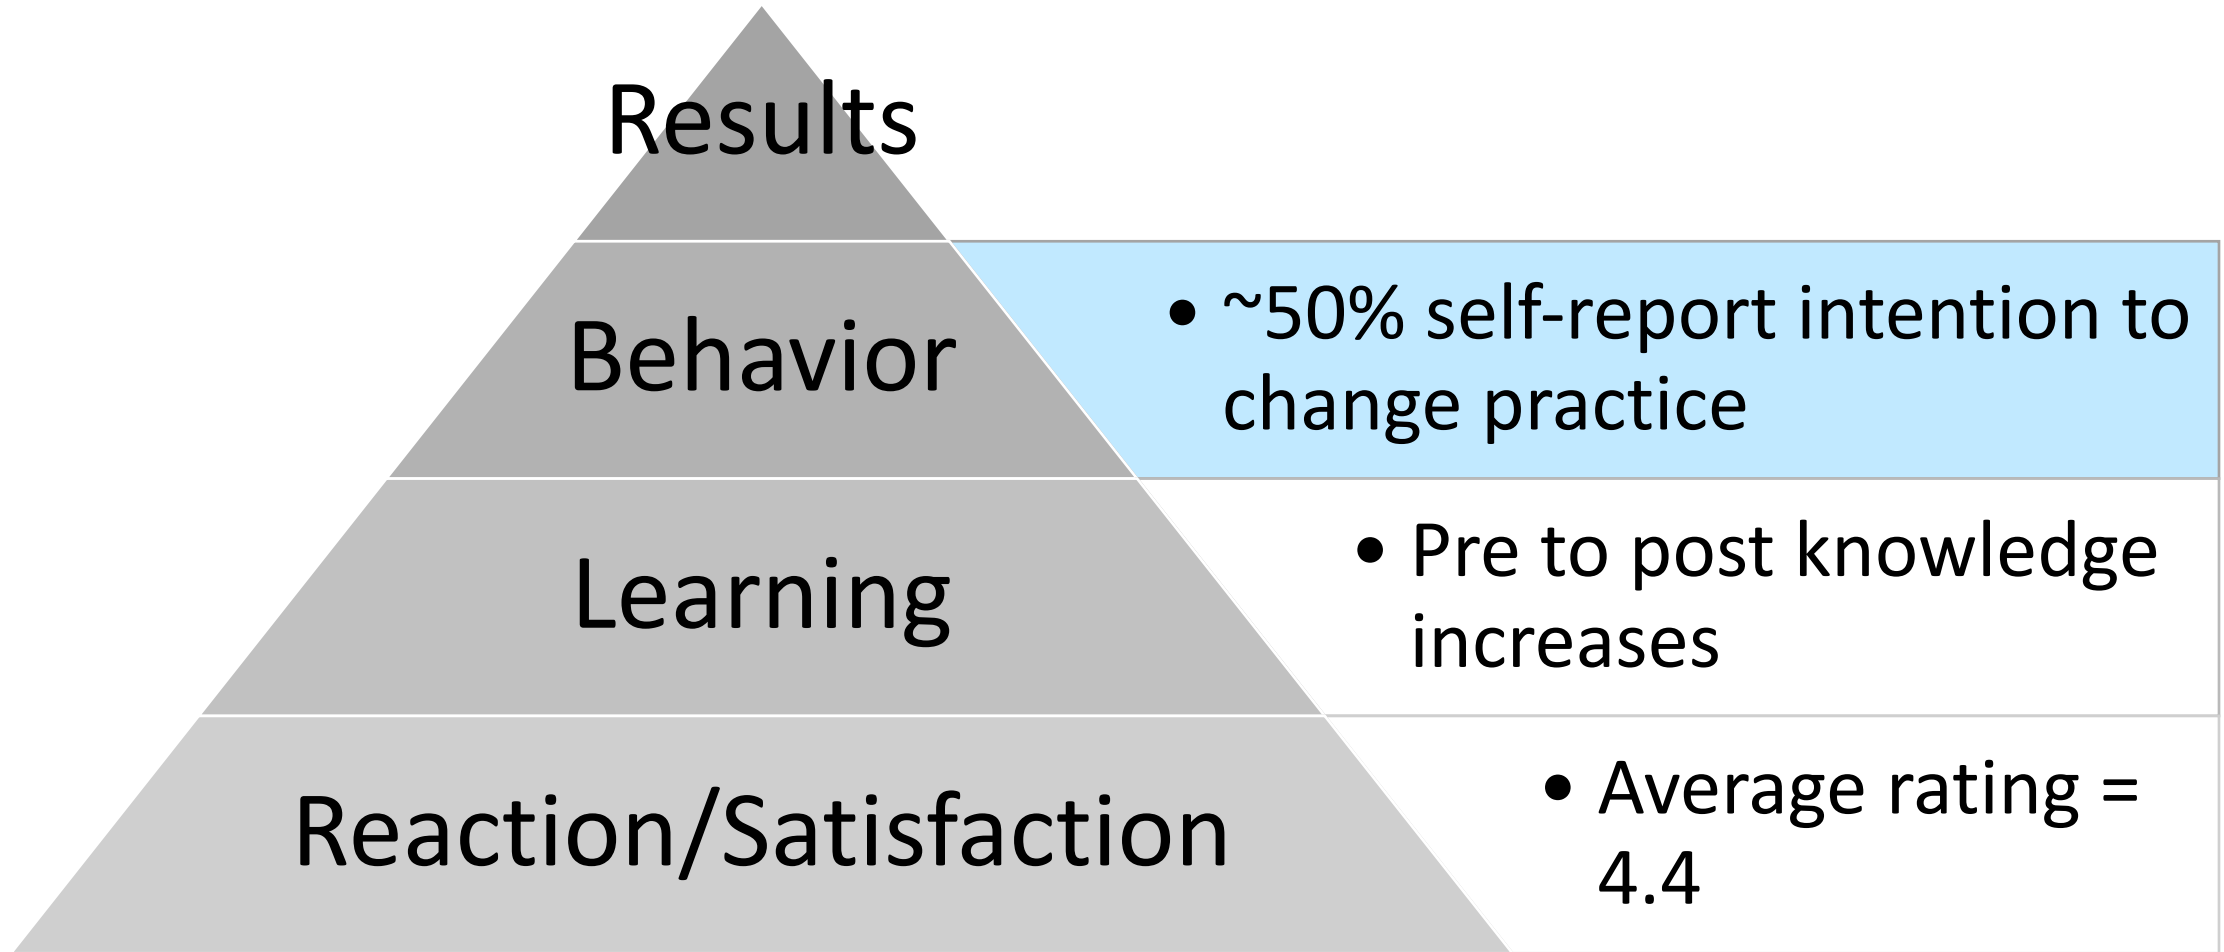 Results
Behavior
• ~50% self-report intention to
change practice
Learning
• Pre to post knowledge
increases
Reaction/Satisfaction
• Average rating =
4.4